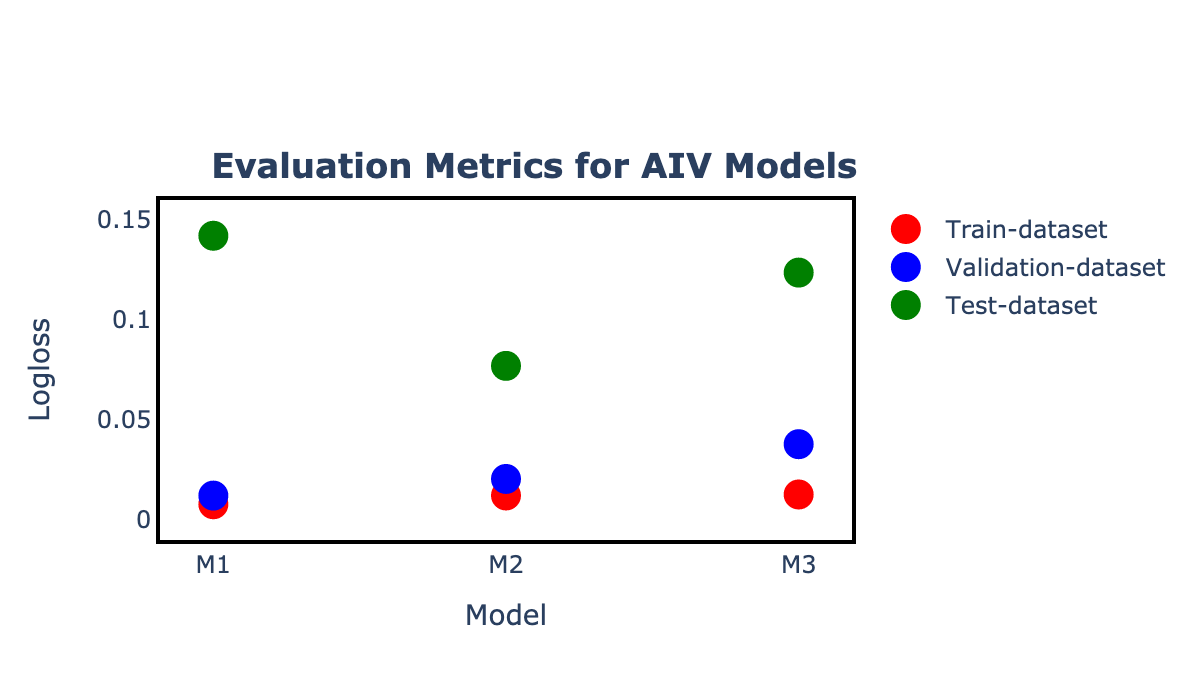 Evaluation Metrics for AIV Models
Logloss
0.15
0.1
0.05
0
M1
M2
M3
Model
Train-dataset
Validation-dataset
Test-dataset